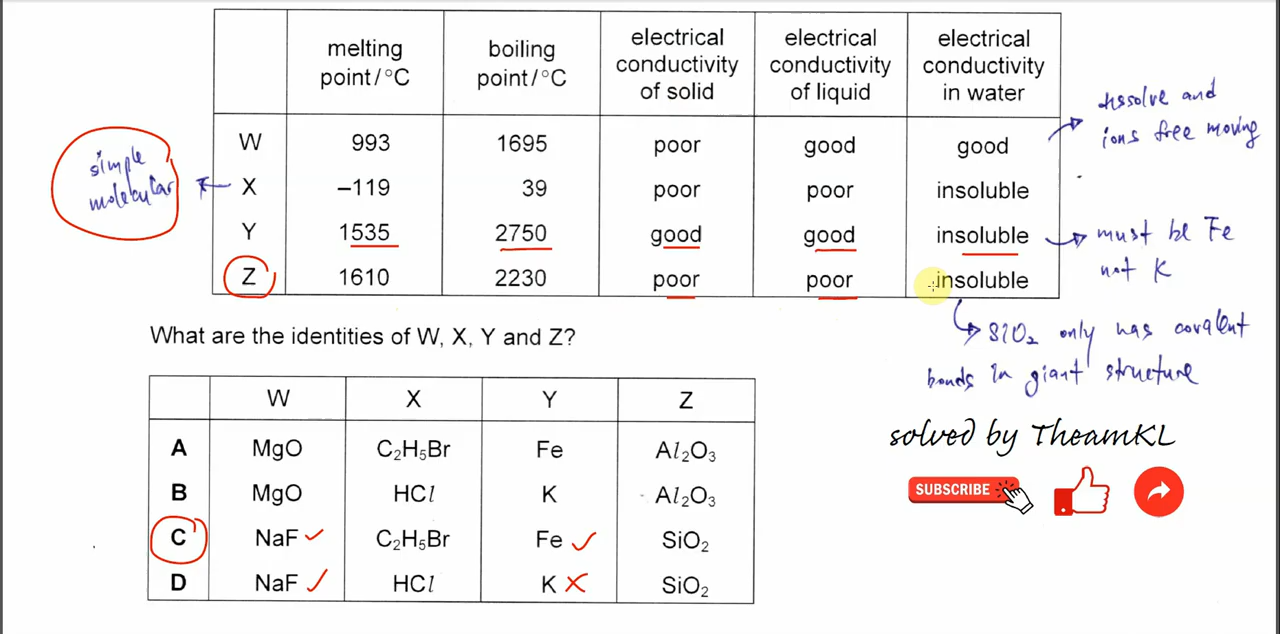 melting point/°C boiling point/°C electrical conductivity of solid electrical conductivity of liquid electrical conductivity in water
W 993 1695 poor good good
X –119 39 poor poor insoluble
Y 1535 2750 good good insoluble
Z 1610 2230 poor poor insoluble
dissolve and
ions free moving
simple
molecular
must be Fe
not K
SiO₂ only has covalent
bonds in giant structure
What are the identities of W, X, Y and Z?
W X Y Z
A MgO C₂H₅Br Fe Al₂O₃
B MgO HCl K Al₂O₃
C NaF ✓ C₂H₅Br Fe ✓ SiO₂
D NaF ✓ HCl K ✗ SiO₂
solved by TheamKL
SUBSCRIBE